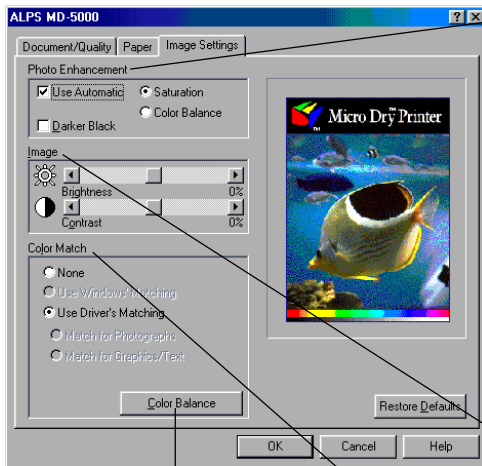 ALPS MD-5000
Document/Quality Paper Image Settings
Photo Enhancement
Use Automatic
Saturation
Color Balance
Darker Black
Image
Brightness 0%
Contrast 0%
Color Match
None
Use Windows' Matching
Use Driver's Matching
Match for Photographs
Match for Graphics/Text
Color Balance
Micro Dry Printer
TM
Restore Defaults
OK Cancel Help